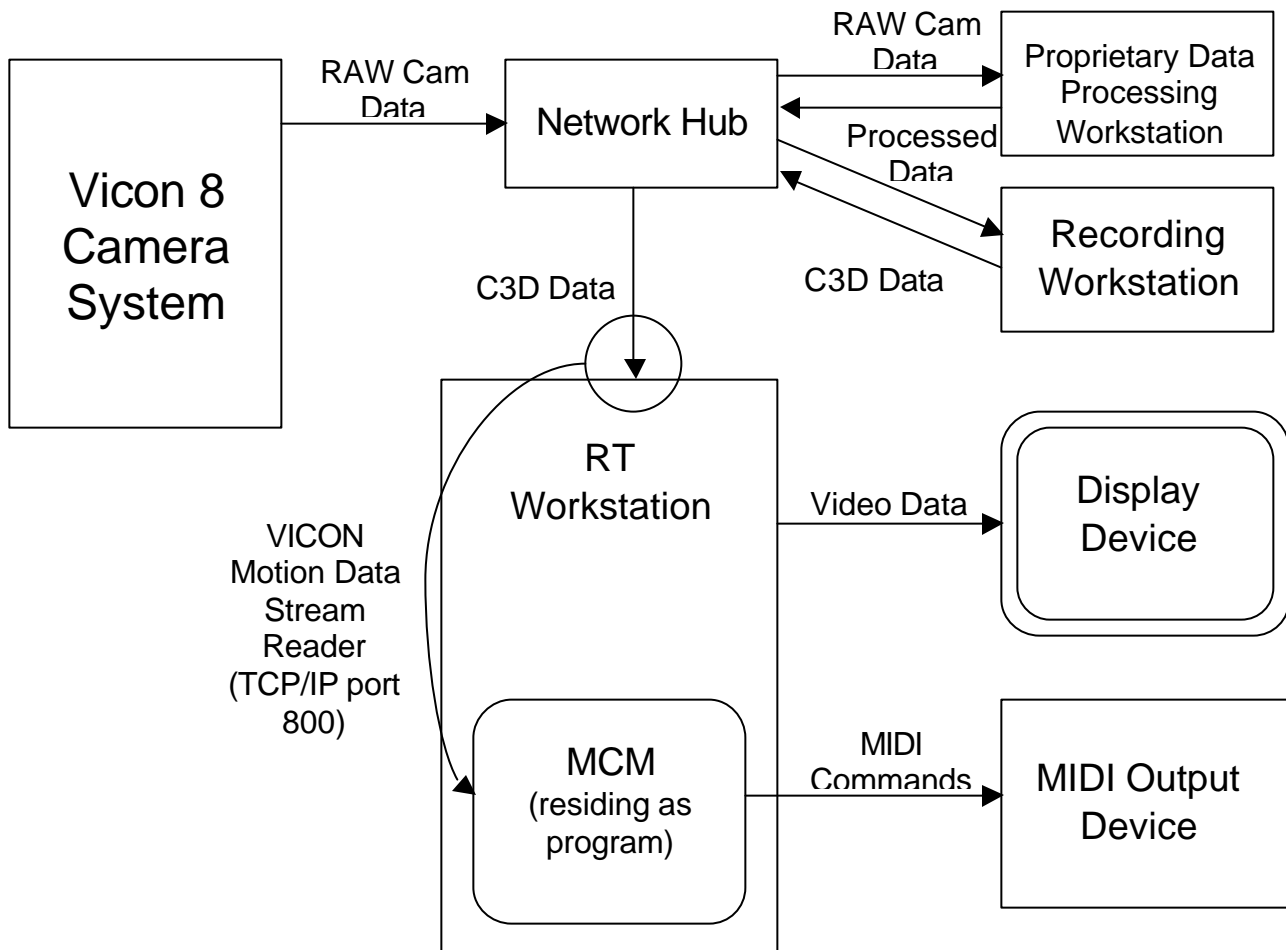 Vicon 8
Camera
System
RAW Cam
Data
Network Hub
RAW Cam
Data
Proprietary Data
Processing
Workstation
Processed
Data
Recording
Workstation
C3D Data
C3D Data
RT
Workstation
VICON
Motion Data
Stream
Reader
(TCP/IP port
800)
Video Data
Display
Device
MCM
(residing as
program)
MIDI
Commands
MIDI Output
Device